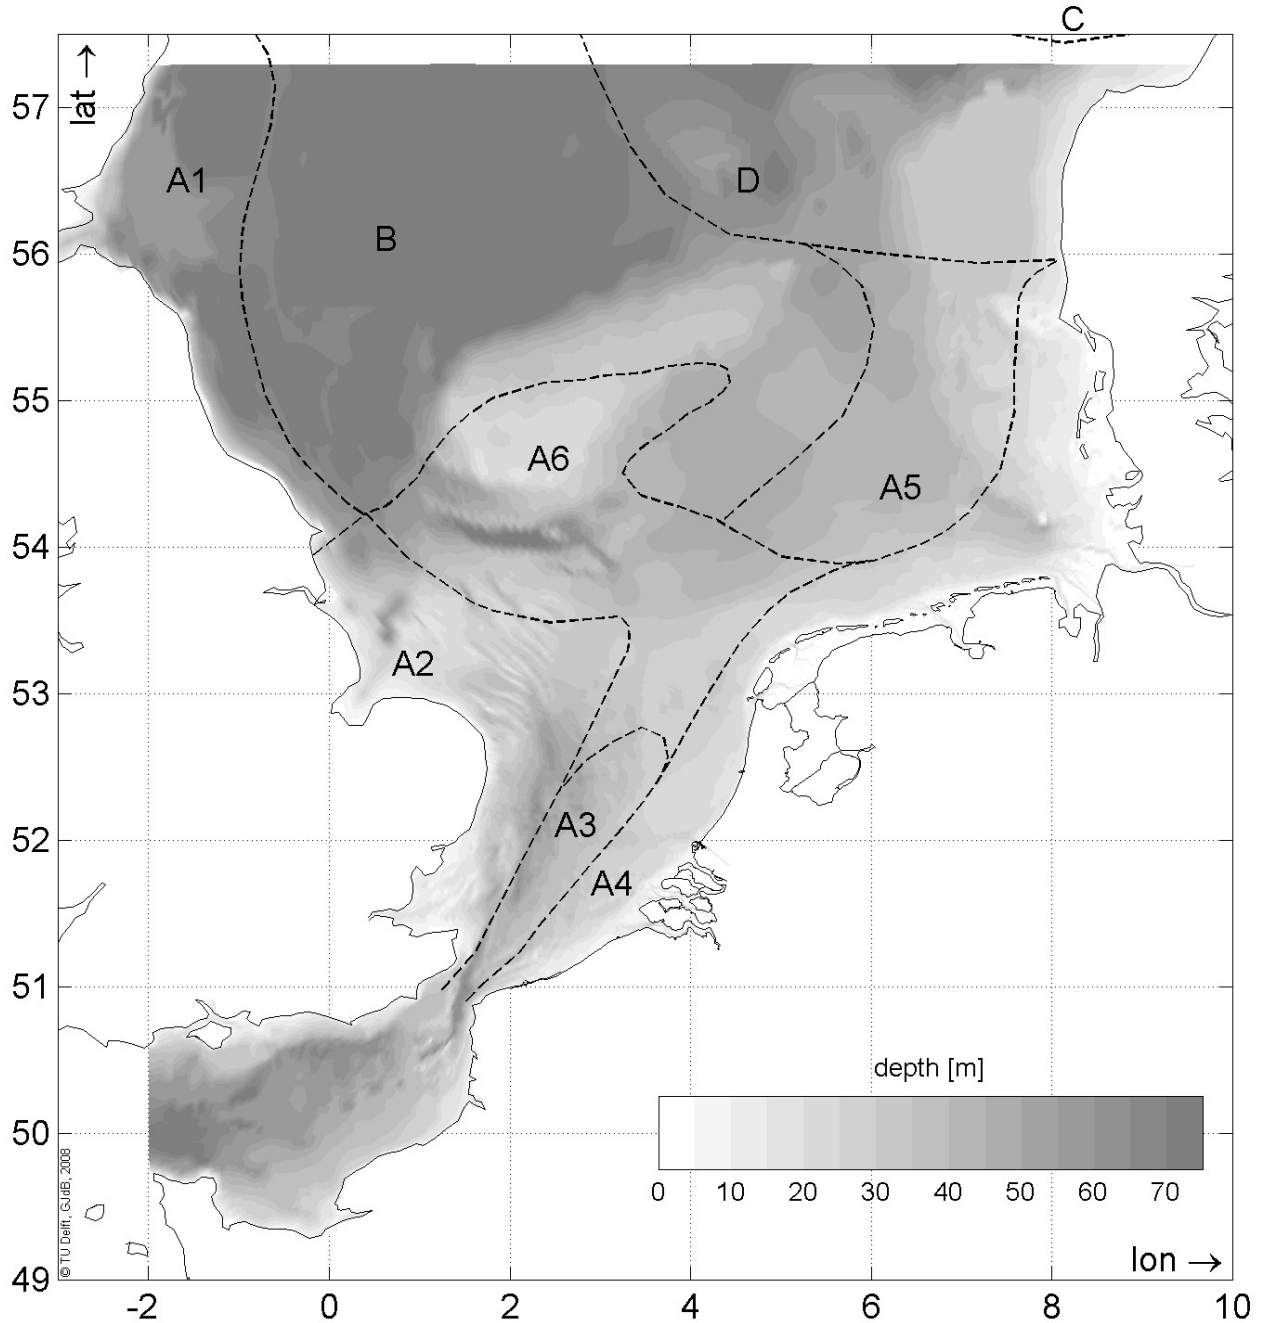 C
lat →
57
A1
D
B
56
55
A6
A5
54
A2
53
A3
52
A4
51
depth [m]
50
0 10 20 30 40 50 60 70
© TU Delft, GJdB, 2008
lon →
49
-2 0 2 4 6 8 10